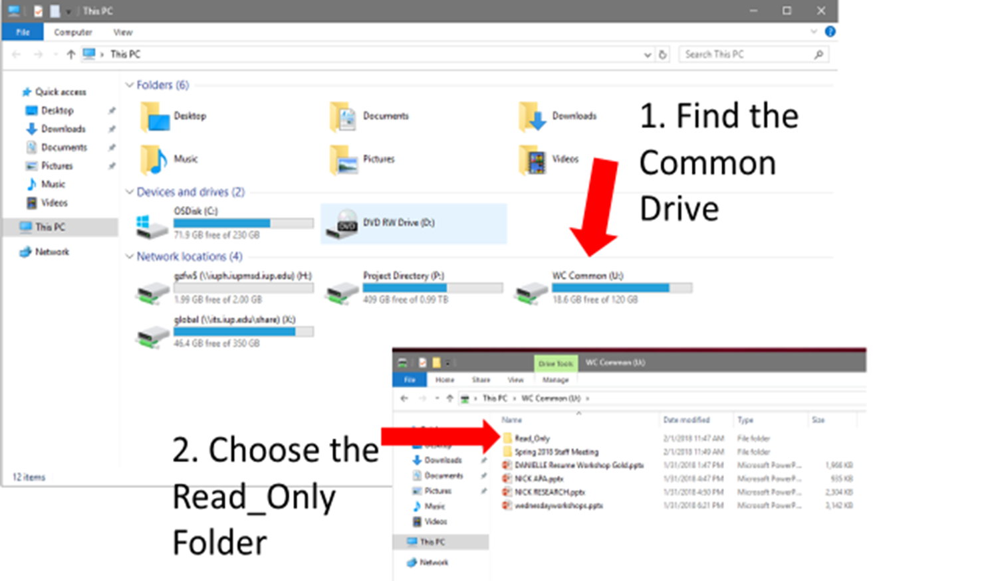 This PC
File Computer View
This PC
Search This PC
Quick access
Desktop
Downloads
Documents
Pictures
Music
Videos
This PC
Network
Folders (6)
Desktop Documents Downloads
Music Pictures Videos
Devices and drives (2)
OSDisk (C:)
71.9 GB free of 230 GB
DVD RW Drive (D:)
Network locations (4)
gzfw$ (\\iuph.iupmsd.iup.edu) (H:)
1.99 GB free of 2.00 GB
Project Directory (P:)
409 GB free of 0.99 TB
WC Common (U:)
18.6 GB free of 120 GB
global (\\its.iup.edu\share) (X:)
46.4 GB free of 350 GB
12 items
1. Find the
Common
Drive
2. Choose the
Read_Only
Folder
Drive Tools WC Common (U:)
File Home Share View Manage
This PC WC Common (U:)
Name Date modified Type Size
Read_Only 2/1/2018 11:47 AM File folder
Spring 2018 Staff Meeting 2/1/2018 11:49 AM File folder
DANIELLE Resume Workshop Gold.pptx 1/31/2018 1:47 PM Microsoft PowerP... 1,966 KB
NICK APA.pptx 1/31/2018 4:47 PM Microsoft PowerP... 935 KB
NICK RESEARCH.pptx 1/31/2018 4:50 PM Microsoft PowerP... 2,304 KB
wednesdayworkshops.pptx 1/31/2018 6:21 PM Microsoft PowerP... 3,142 KB
Downloads
Documents
Pictures
Music
Videos
This PC
Network